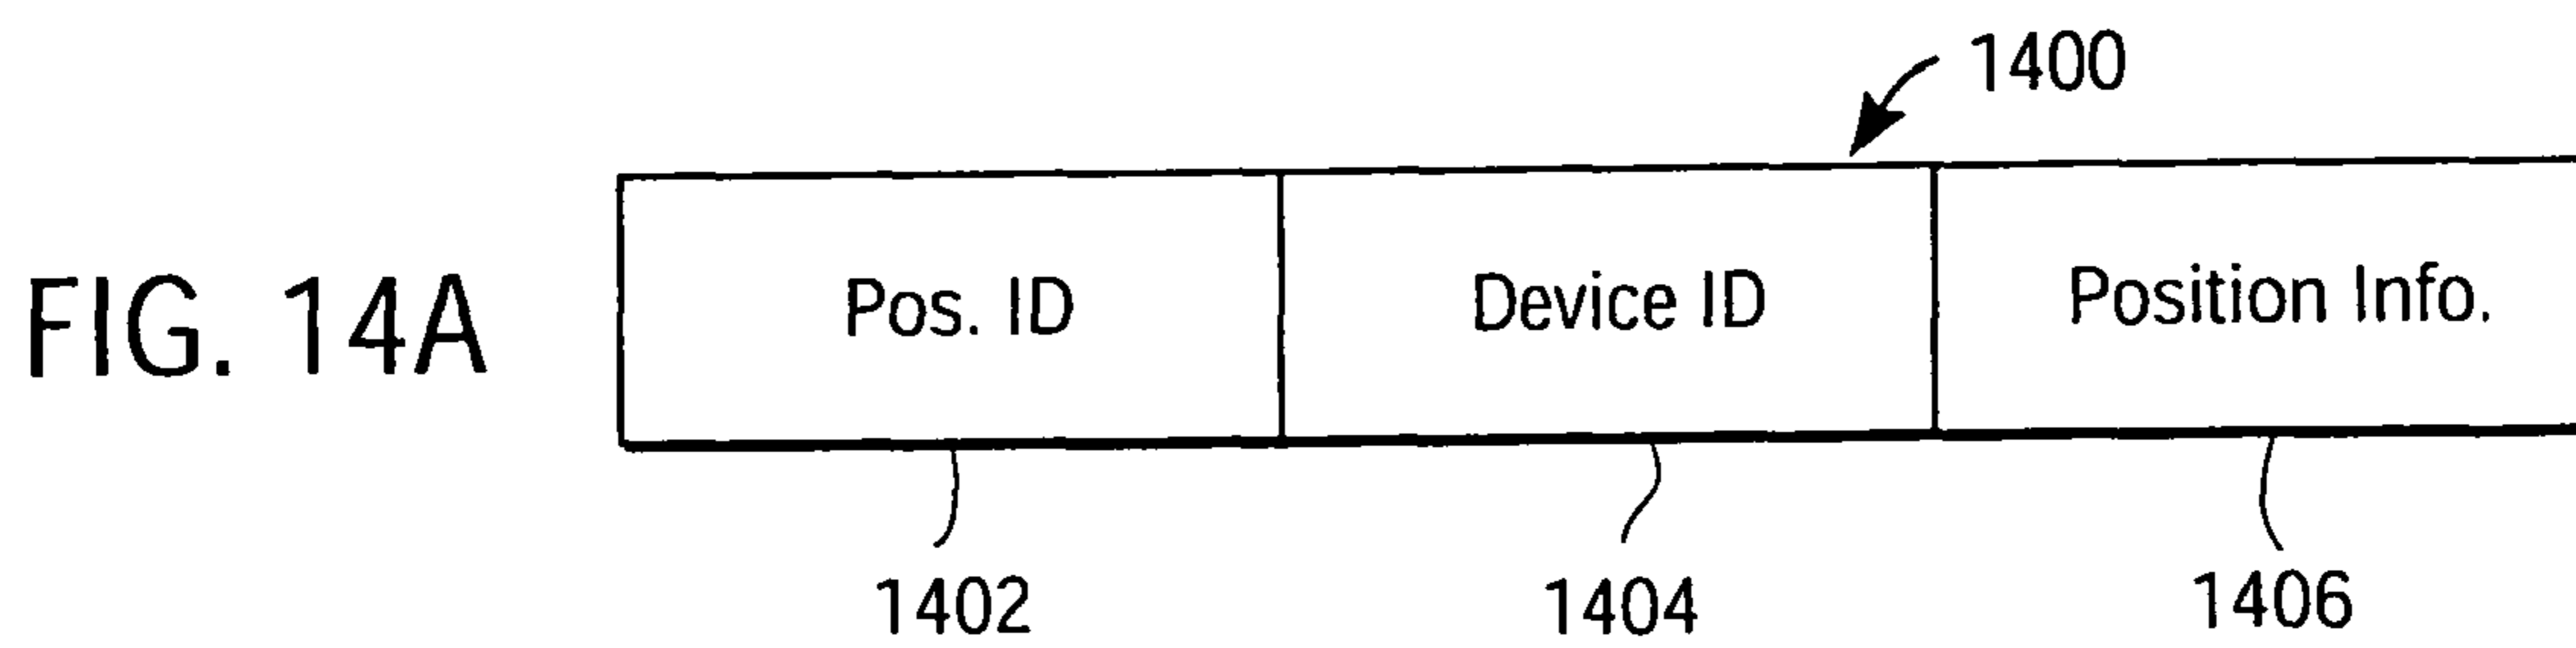 1400
FIG. 14A
Pos. ID
Device ID
Position Info.
1402
1404
1406